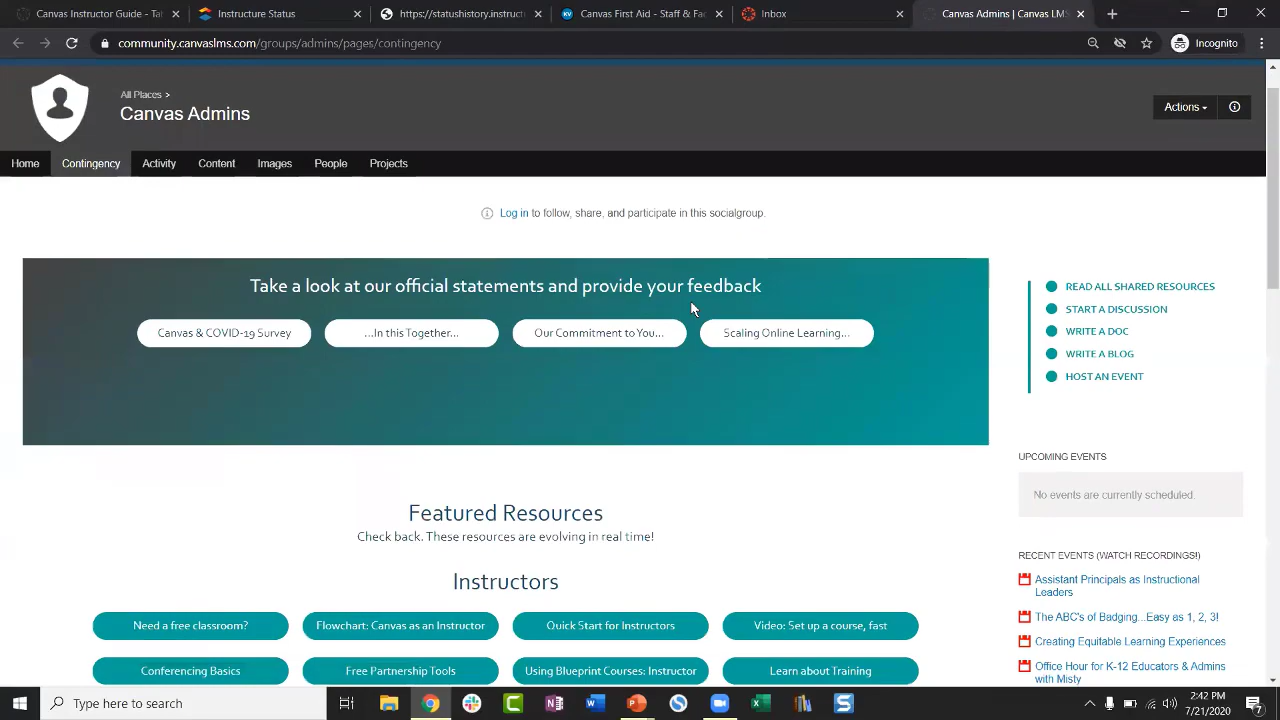 Canvas Instructor Guide - Tat
Instructure Status
https://statushistory.instruct
Canvas First Aid - Staff & Fac
Inbox
Canvas Admins | Canvas LMS
community.canvaslms.com/groups/admins/pages/contingency
Incognito
All Places >
Canvas Admins
Actions
Home
Contingency
Activity
Content
Images
People
Projects
Log in to follow, share, and participate in this socialgroup.
Take a look at our official statements and provide your feedback
Canvas & COVID-19 Survey
...In this Together...
Our Commitment to You...
Scaling Online Learning...
READ ALL SHARED RESOURCES
START A DISCUSSION
WRITE A DOC
WRITE A BLOG
HOST AN EVENT
UPCOMING EVENTS
No events are currently scheduled.
Featured Resources
Check back. These resources are evolving in real time!
Instructors
Need a free classroom?
Flowchart: Canvas as an Instructor
Quick Start for Instructors
Video: Set up a course, fast
Conferencing Basics
Free Partnership Tools
Using Blueprint Courses: Instructor
Learn about Training
RECENT EVENTS (WATCH RECORDINGS!)
Assistant Principals as Instructional
Leaders
The ABC's of Badging...Easy as 1, 2, 3!
Creating Equitable Learning Experiences
Office Hour for K-12 Educators & Admins
with Misty
Type here to search
2:42 PM
7/21/2020